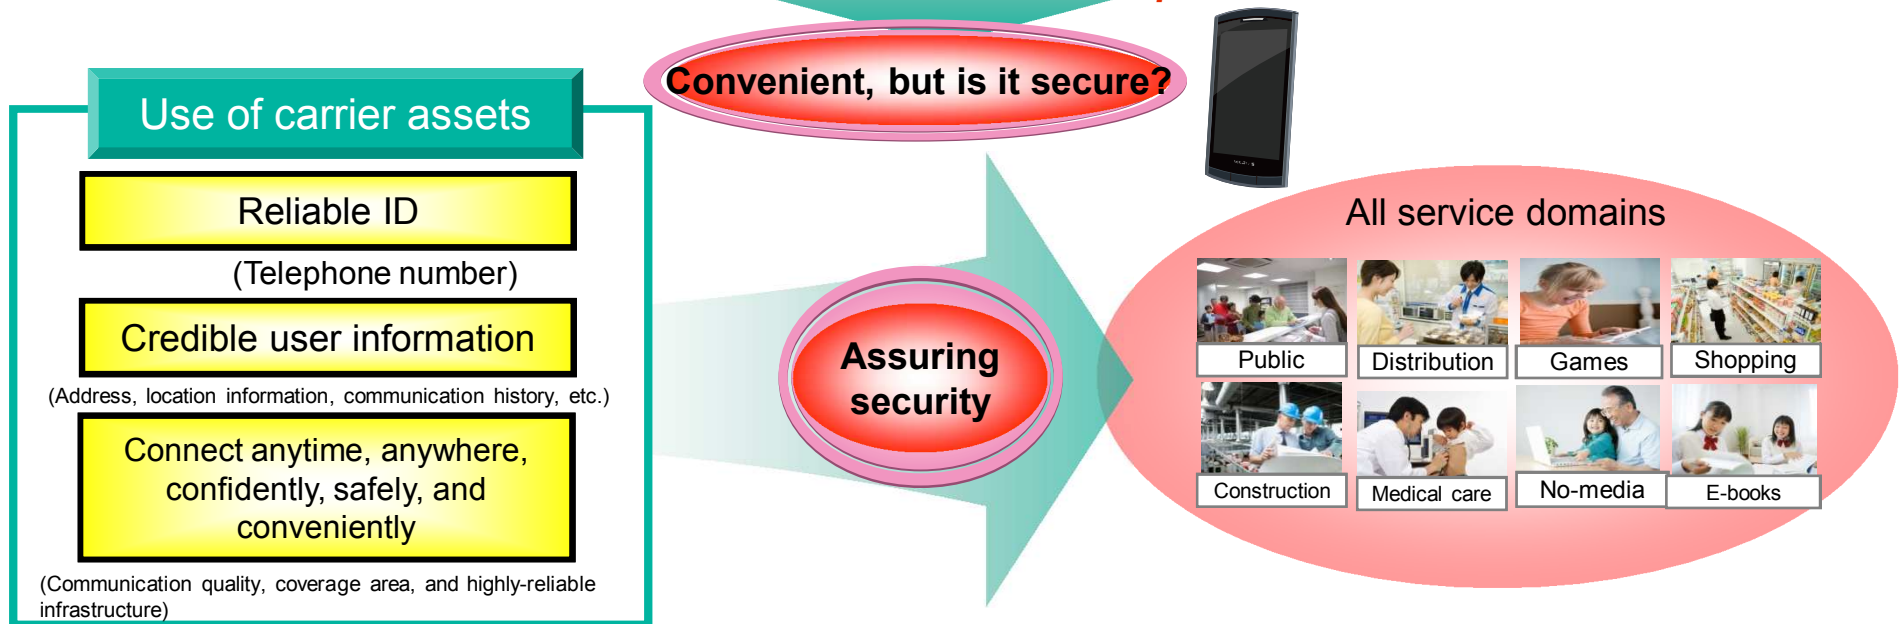 Convenient, but is it secure?
Use of carrier assets
Reliable ID
(Telephone number)
Credible user information
(Address, location information, communication history, etc.)
Connect anytime, anywhere,
confidently, safely, and
conveniently
(Communication quality, coverage area, and highly-reliable
infrastructure)
Assuring
security
All service domains
Public
Distribution
Games
Shopping
Construction
Medical care
No-media
E-books